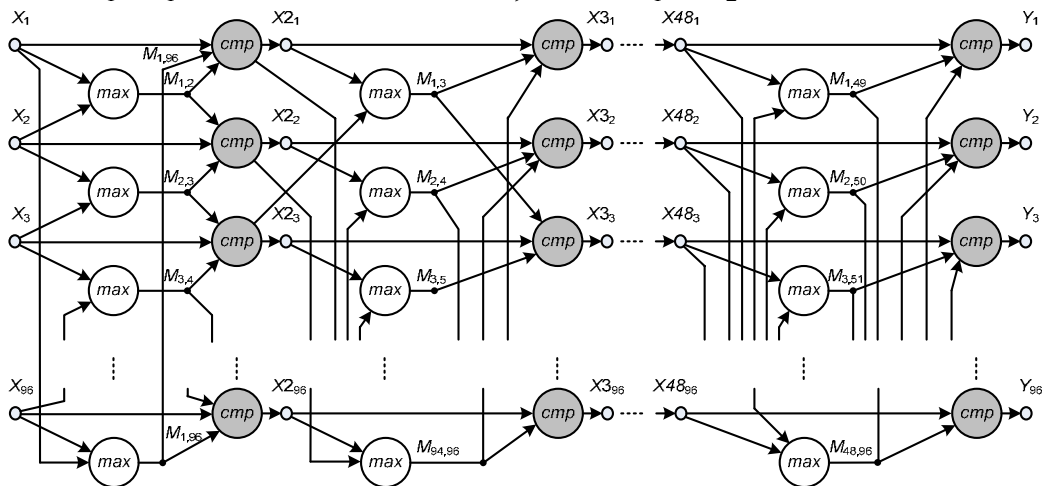 X1 X21 X31 X481 Y1
cmp cmp cmp
M1,96
M1,2 M1,3 M1,49
max max max
X2 X22 X32 X482 Y2
cmp cmp cmp
M2,3 M2,4 M2,50
max max max
X3 X23 X33 X483 Y3
cmp cmp cmp
M3,4 M3,5 M3,51
max max max
X96 X296 X396 X4896 Y96
cmp cmp cmp
M1,96 M94,96 M48,96
max max max